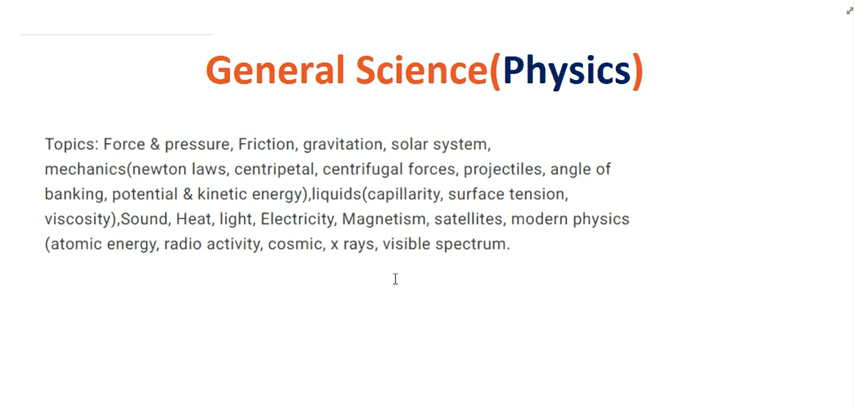 General Science(Physics)
Topics: Force & pressure, Friction, gravitation, solar system,
mechanics(newton laws, centripetal, centrifugal forces, projectiles, angle of
banking, potential & kinetic energy),liquids(capillarity, surface tension,
viscosity),Sound, Heat, light, Electricity, Magnetism, satellites, modern physics
(atomic energy, radio activity, cosmic, x rays, visible spectrum.